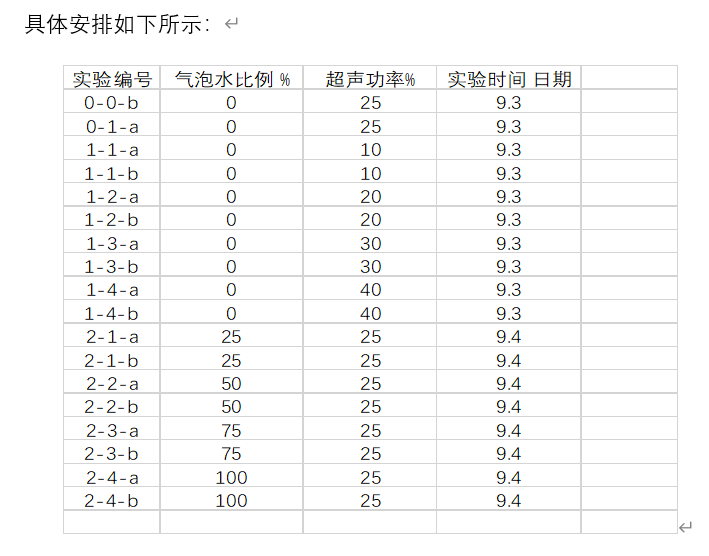 具体安排如下所示：
实验编号 气泡水比例 % 超声功率% 实验时间 日期
0-0-b 0 25 9.3
0-1-a 0 25 9.3
1-1-a 0 10 9.3
1-1-b 0 10 9.3
1-2-a 0 20 9.3
1-2-b 0 20 9.3
1-3-a 0 30 9.3
1-3-b 0 30 9.3
1-4-a 0 40 9.3
1-4-b 0 40 9.3
2-1-a 25 25 9.4
2-1-b 25 25 9.4
2-2-a 50 25 9.4
2-2-b 50 25 9.4
2-3-a 75 25 9.4
2-3-b 75 25 9.4
2-4-a 100 25 9.4
2-4-b 100 25 9.4